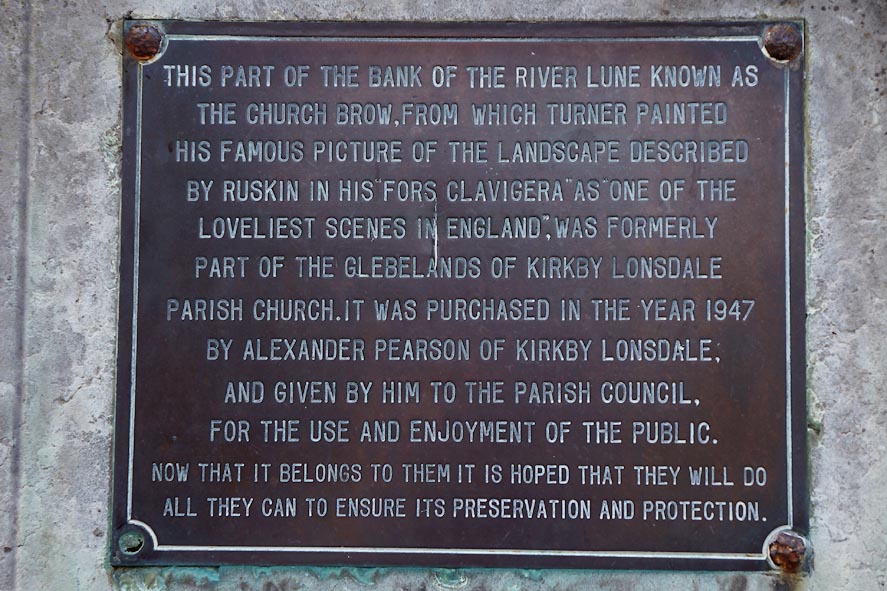 THIS PART OF THE BANK OF THE RIVER LUNE KNOWN AS
THE CHURCH BROW, FROM WHICH TURNER PAINTED
HIS FAMOUS PICTURE OF THE LANDSCAPE DESCRIBED
BY RUSKIN IN HIS "FORS CLAVIGERA" AS "ONE OF THE
LOVELIEST SCENES IN ENGLAND", WAS FORMERLY
PART OF THE GLEBELANDS OF KIRKBY LONSDALE
PARISH CHURCH. IT WAS PURCHASED IN THE YEAR 1947
BY ALEXANDER PEARSON OF KIRKBY LONSDALE,
AND GIVEN BY HIM TO THE PARISH COUNCIL,
FOR THE USE AND ENJOYMENT OF THE PUBLIC.
NOW THAT IT BELONGS TO THEM IT IS HOPED THAT THEY WILL DO
ALL THEY CAN TO ENSURE ITS PRESERVATION AND PROTECTION.